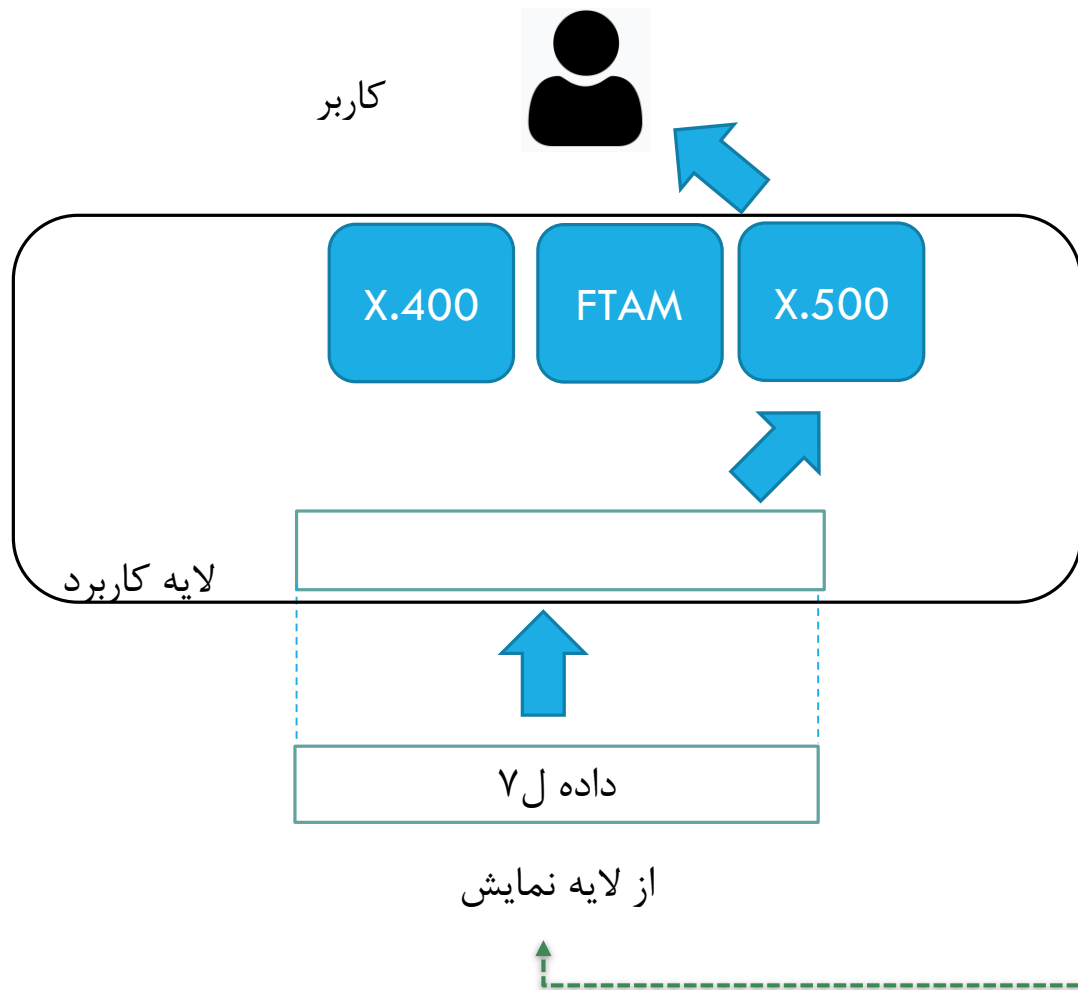 کاربر
X.400
FTAM
X.500
لایه کاربرد
داده ل۷
از لایه نمایش